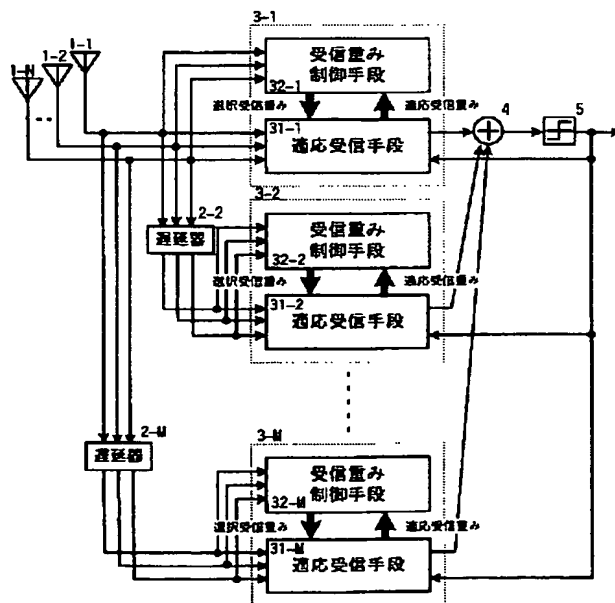 3-1
1-1
1-2
1-N
受信重み
制御手段
32-1
選択受信重み
適応受信重み
31-1
適応受信手段
4
5
3-2
2-2
遅延器
受信重み
制御手段
32-2
選択受信重み
適応受信重み
31-2
適応受信手段
2-M
遅延器
3-M
受信重み
制御手段
32-M
選択受信重み
適応受信重み
31-M
適応受信手段